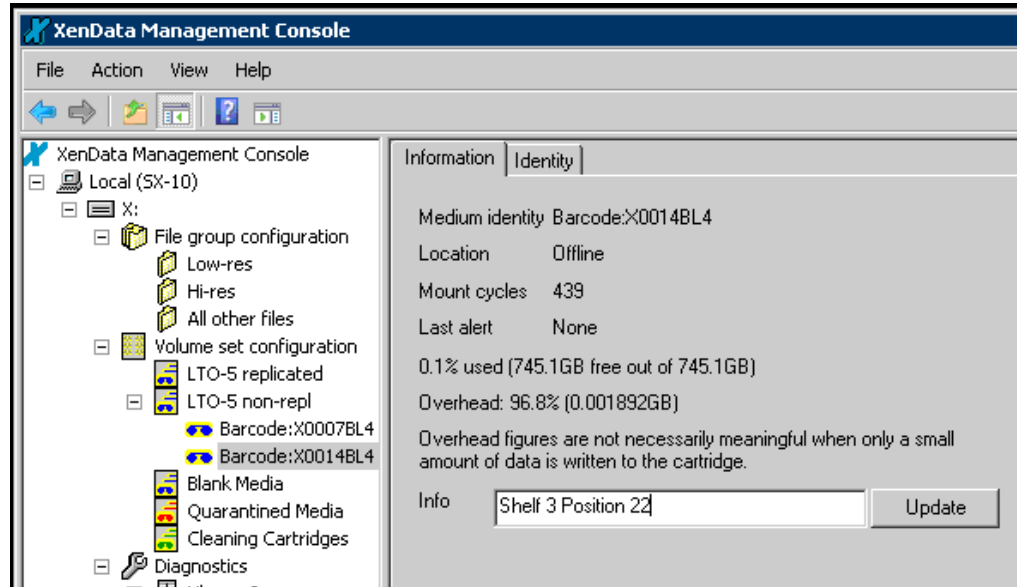 XenData Management Console
File Action View Help
XenData Management Console
Local (SX-10)
X:
File group configuration
Low-res
Hi-res
All other files
Volume set configuration
LTO-5 replicated
LTO-5 non-repl
Barcode:X0007BL4
Barcode:X0014BL4
Blank Media
Quarantined Media
Cleaning Cartridges
Diagnostics
Information Identity
Medium identity Barcode:X0014BL4
Location Offline
Mount cycles 439
Last alert None
0.1% used (745.1GB free out of 745.1GB)
Overhead: 96.8% (0.001892GB)
Overhead figures are not necessarily meaningful when only a small
amount of data is written to the cartridge.
Info Shelf 3 Position 22 Update